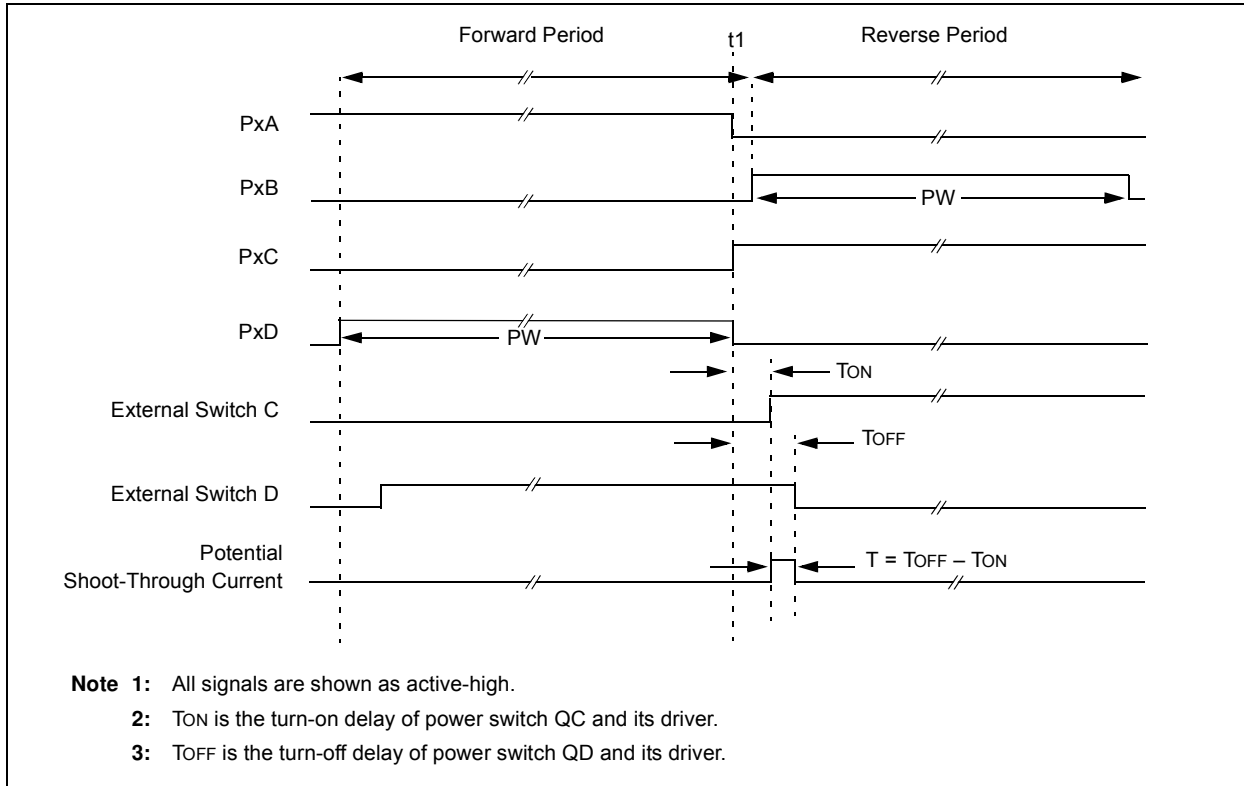 Forward Period
t1
Reverse Period
PxA
PxB
PW
PxC
PxD
PW
TON
External Switch C
TOFF
External Switch D
Potential
Shoot-Through Current
T = TOFF – TON
Note 1: All signals are shown as active-high.
2: TON is the turn-on delay of power switch QC and its driver.
3: TOFF is the turn-off delay of power switch QD and its driver.